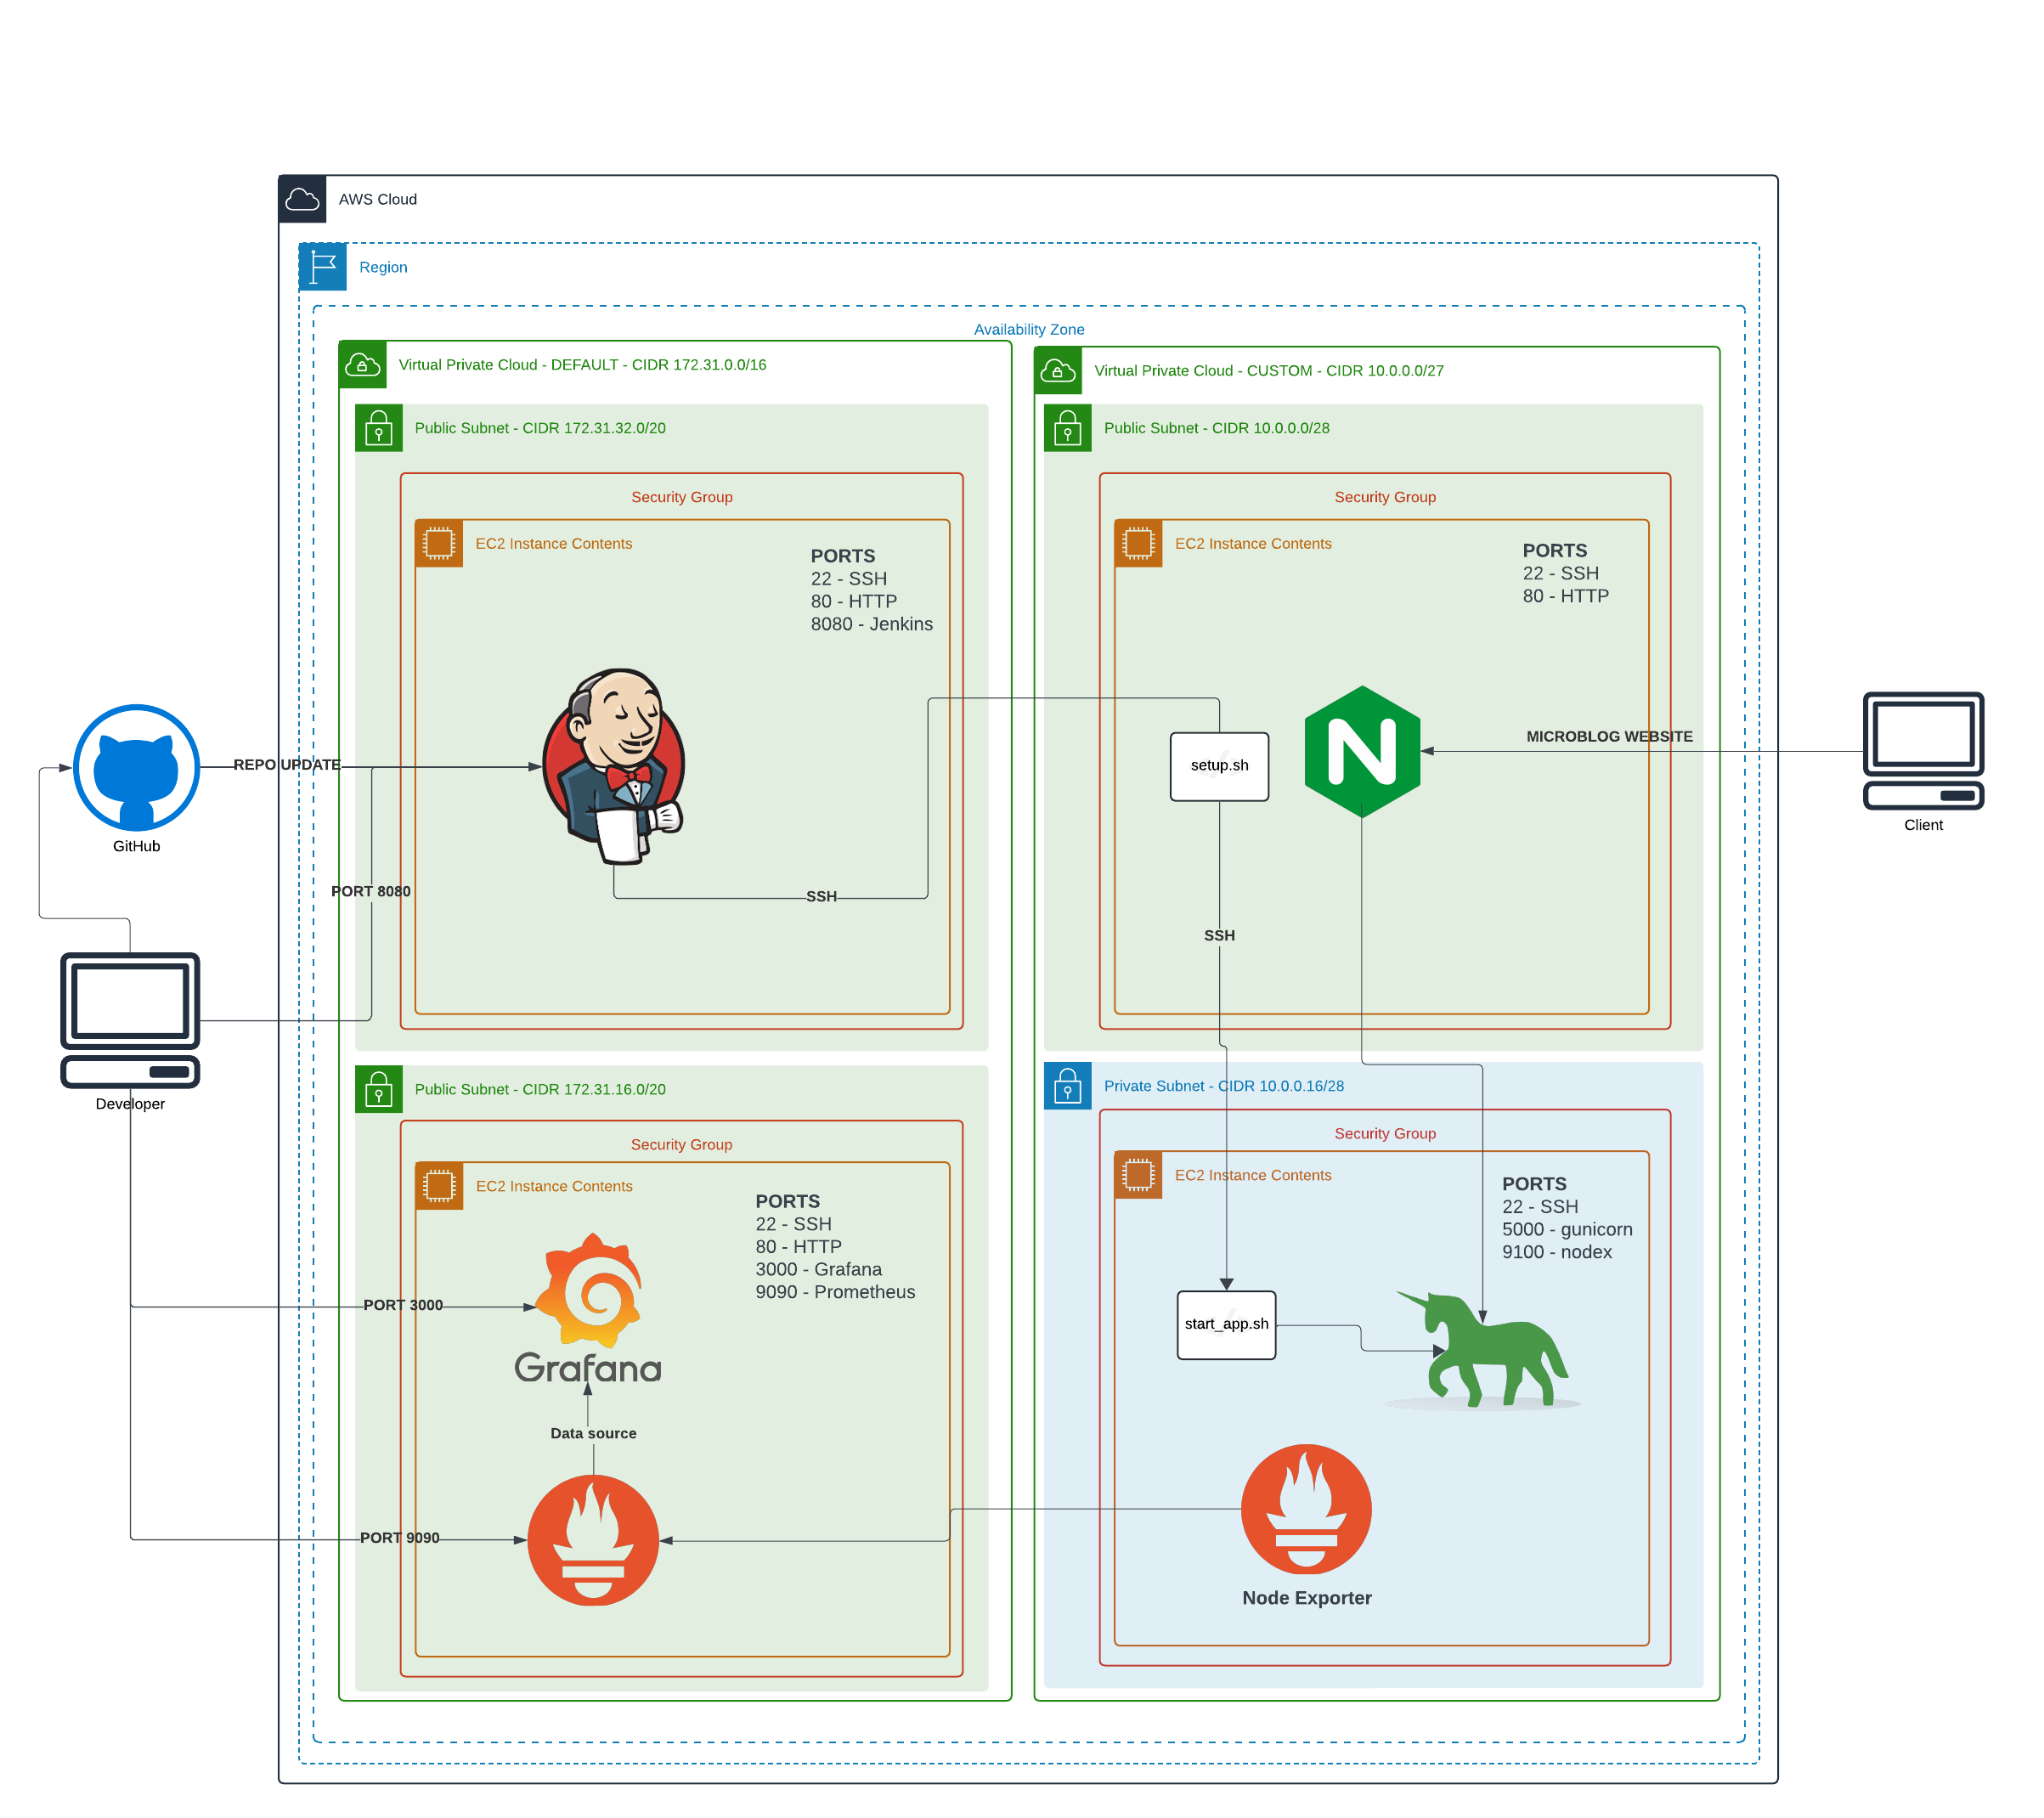 AWS Cloud
Region
Availability Zone
Virtual Private Cloud - DEFAULT - CIDR 172.31.0.0/16
Virtual Private Cloud - CUSTOM - CIDR 10.0.0.0/27
Public Subnet - CIDR 172.31.32.0/20
Public Subnet - CIDR 10.0.0.0/28
Security Group
Security Group
EC2 Instance Contents
PORTS
22 - SSH
80 - HTTP
8080 - Jenkins
EC2 Instance Contents
PORTS
22 - SSH
80 - HTTP
REPO UPDATE
GitHub
setup.sh
N
MICROBLOG WEBSITE
Client
PORT 8080
SSH
SSH
Developer
Public Subnet - CIDR 172.31.16.0/20
Private Subnet - CIDR 10.0.0.16/28
Security Group
Security Group
EC2 Instance Contents
PORTS
22 - SSH
80 - HTTP
3000 - Grafana
9090 - Prometheus
EC2 Instance Contents
PORTS
22 - SSH
5000 - gunicorn
9100 - nodex
PORT 3000
Grafana
start_app.sh
Data source
PORT 9090
Node Exporter